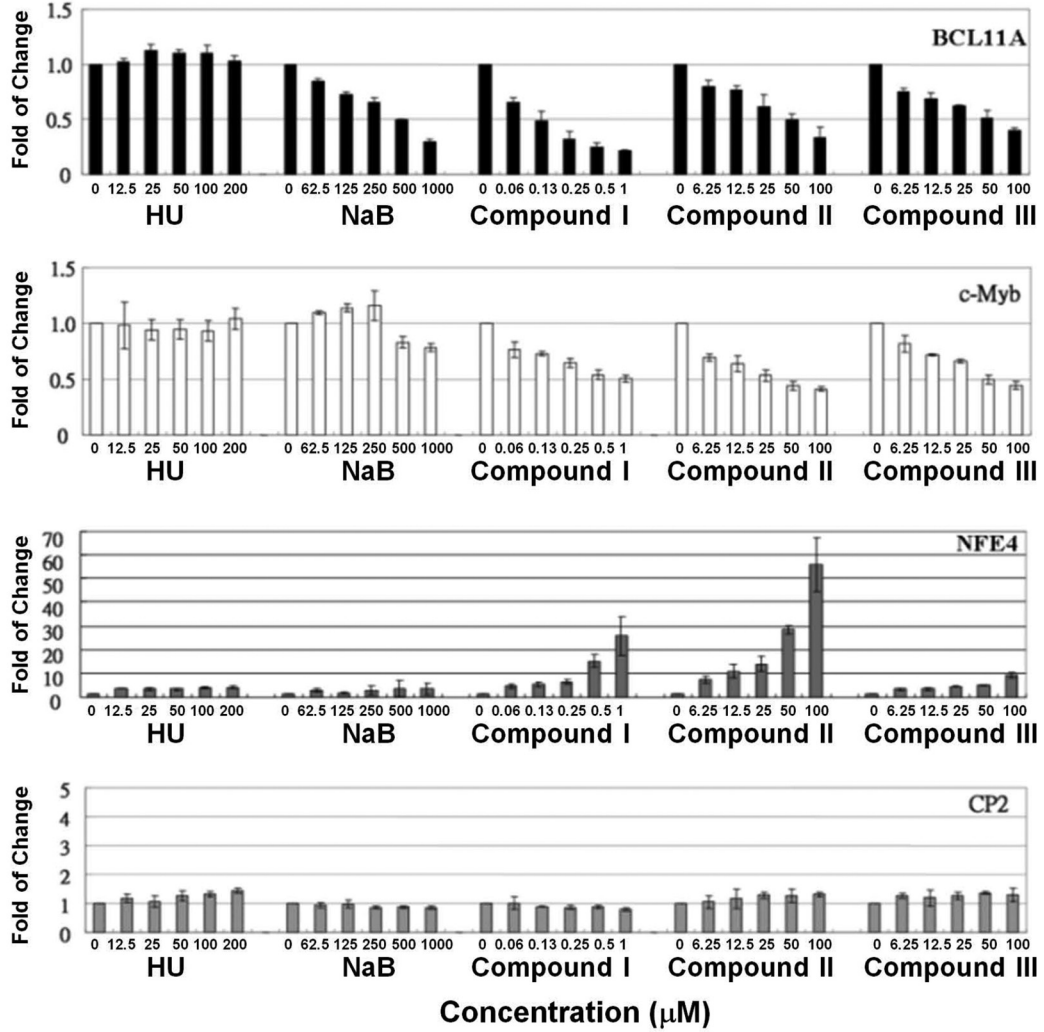 1.5
BCL11A
1.0
0.5
0
Fold of Change
0 12.5 25 50 100 200 0 62.5 125 250 500 1000 0 0.06 0.13 0.25 0.5 1 0 6.25 12.5 25 50 100 0 6.25 12.5 25 50 100
HU NaB Compound I Compound II Compound III
1.5
c-Myb
1.0
0.5
0
Fold of Change
0 12.5 25 50 100 200 0 62.5 125 250 500 1000 0 0.06 0.13 0.25 0.5 1 0 6.25 12.5 25 50 100 0 6.25 12.5 25 50 100
HU NaB Compound I Compound II Compound III
70
NFE4
60
50
40
30
20
10
0
Fold of Change
0 12.5 25 50 100 200 0 62.5 125 250 500 1000 0 0.06 0.13 0.25 0.5 1 0 6.25 12.5 25 50 100 0 6.25 12.5 25 50 100
HU NaB Compound I Compound II Compound III
5
CP2
4
3
2
1
0
Fold of Change
0 12.5 25 50 100 200 0 62.5 125 250 500 1000 0 0.06 0.13 0.25 0.5 1 0 6.25 12.5 25 50 100 0 6.25 12.5 25 50 100
HU NaB Compound I Compound II Compound III
Concentration (μM)